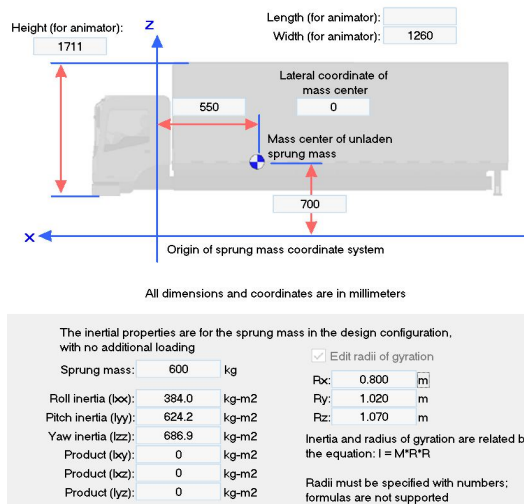 Length (for animator):
Height (for animator):
Width (for animator): 1260
1711
z
Lateral coordinate of
mass center
550
0
Mass center of unladen
sprung mass
700
x
Origin of sprung mass coordinate system
All dimensions and coordinates are in millimeters
The inertial properties are for the sprung mass in the design configuration,
with no additional loading
Sprung mass: 600 kg
Edit radii of gyration
Roll inertia (Ixx): 384.0 kg-m2
Pitch inertia (Iyy): 624.2 kg-m2
Yaw inertia (Izz): 686.9 kg-m2
Product (Ixy): 0 kg-m2
Product (Ixz): 0 kg-m2
Product (Iyz): 0 kg-m2
Rx: 0.800 m
Ry: 1.020 m
Rz: 1.070 m
Inertia and radius of gyration are related b
the equation: I = M*R*R
Radii must be specified with numbers;
formulas are not supported